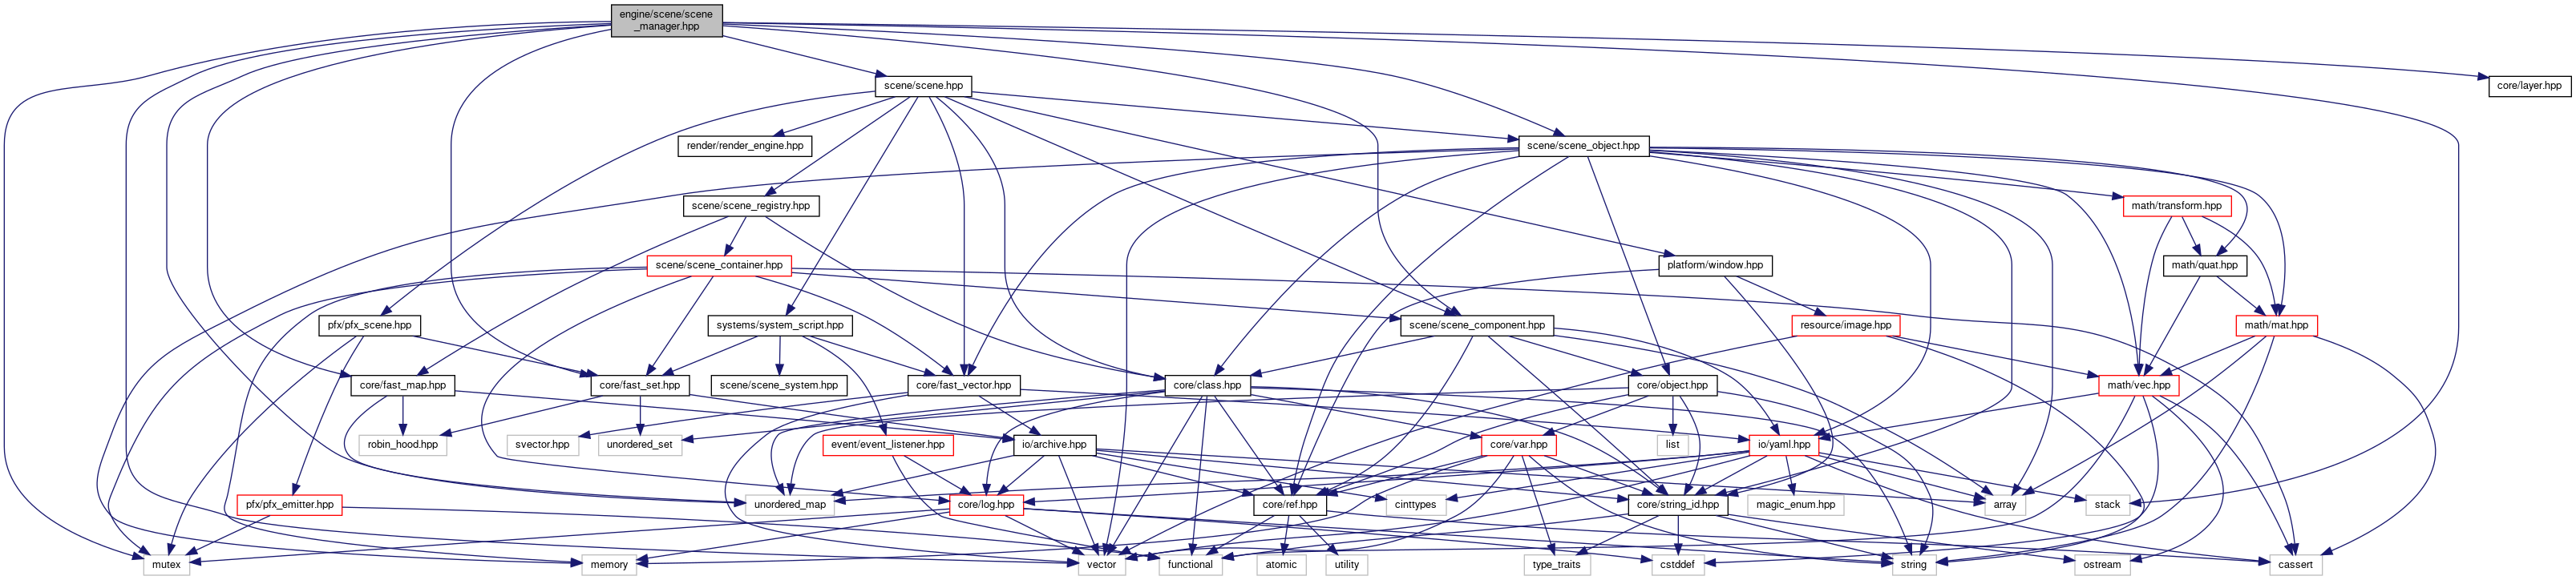 engine/scene/scene
_manager.hpp
scene/scene.hpp
core/layer.hpp
render/render_engine.hpp
scene/scene_object.hpp
scene/scene_registry.hpp
math/transform.hpp
scene/scene_container.hpp
platform/window.hpp
math/quat.hpp
pfx/pfx_scene.hpp
systems/system_script.hpp
scene/scene_component.hpp
resource/image.hpp
math/mat.hpp
core/fast_map.hpp
core/fast_set.hpp
scene/scene_system.hpp
core/fast_vector.hpp
core/class.hpp
core/object.hpp
math/vec.hpp
robin_hood.hpp
svector.hpp
unordered_set
event/event_listener.hpp
io/archive.hpp
core/var.hpp
list
io/yaml.hpp
pfx/pfx_emitter.hpp
unordered_map
core/log.hpp
core/ref.hpp
cinttypes
core/string_id.hpp
magic_enum.hpp
array
stack
mutex
memory
vector
functional
atomic
utility
type_traits
cstddef
string
ostream
cassert